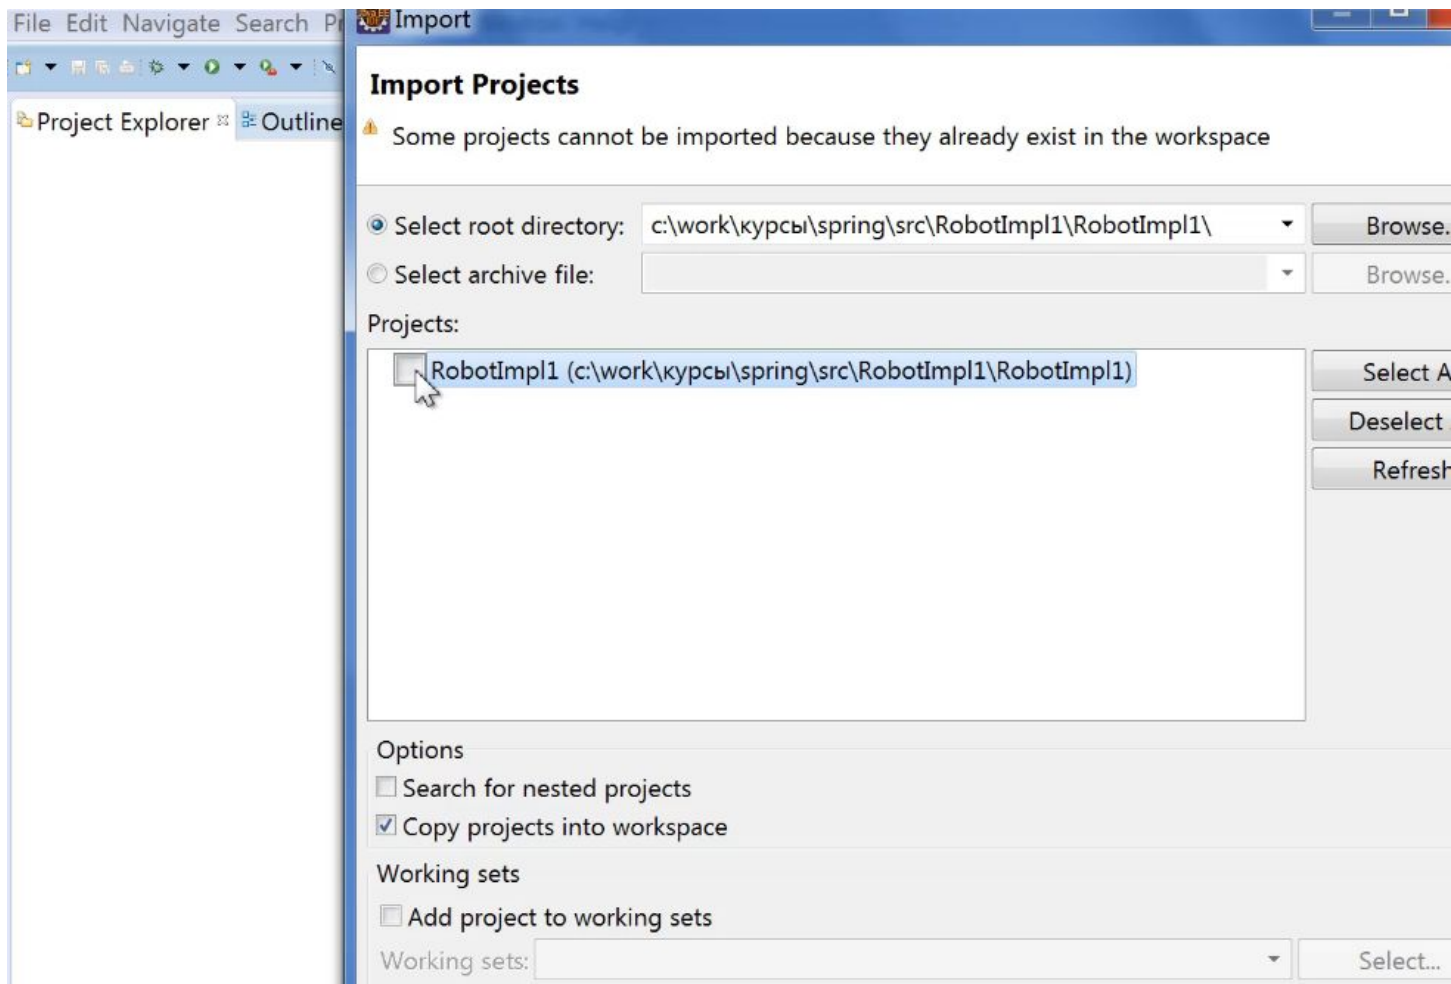 File Edit Navigate Search
Import
Project Explorer
Outline
Import Projects
Some projects cannot be imported because they already exist in the workspace
Select root directory: c:\work\курсы\spring\src\RobotImpl1\RobotImpl1\ Browse.
Select archive file: Browse.
Projects:
RobotImpl1 (c:\work\курсы\spring\src\RobotImpl1\RobotImpl1)
Select A
Deselect
Refresh
Options
Search for nested projects
Copy projects into workspace
Working sets
Add project to working sets
Working sets: Select...